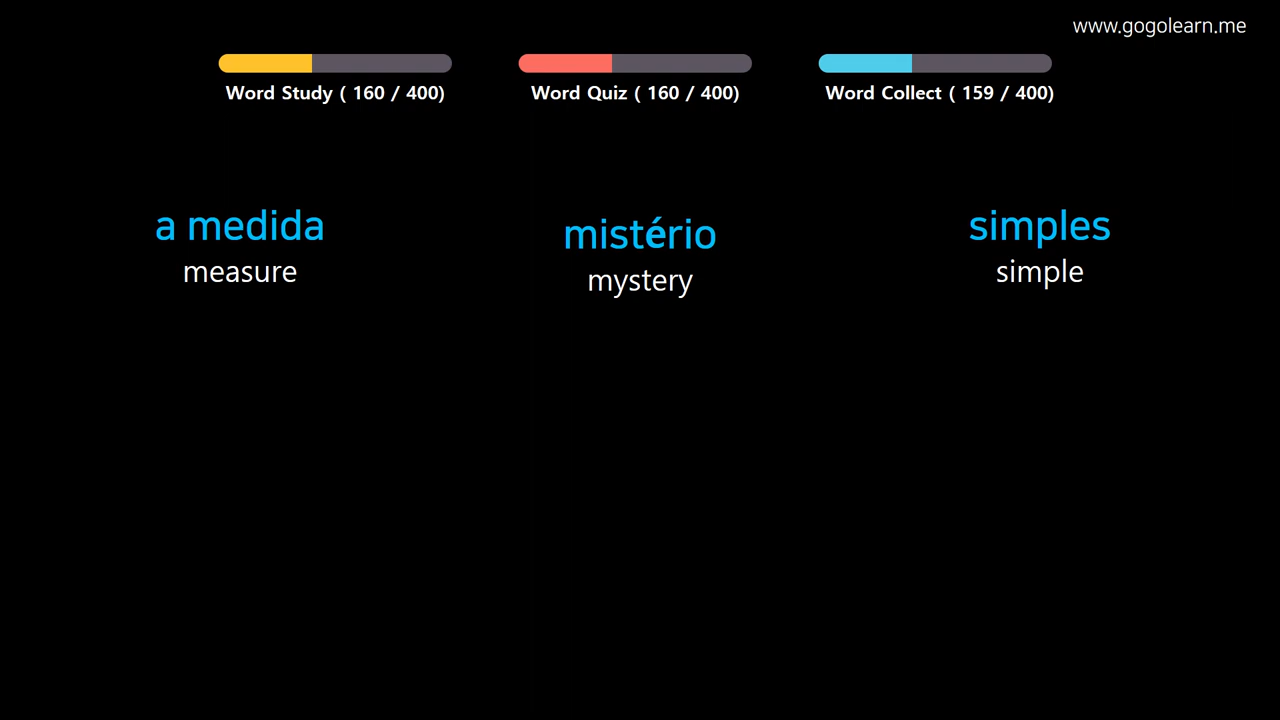 www.gogolearn.me
Word Study ( 160 / 400)
Word Quiz ( 160 / 400)
Word Collect ( 159 / 400)
a medida
measure
mistério
mystery
simples
simple